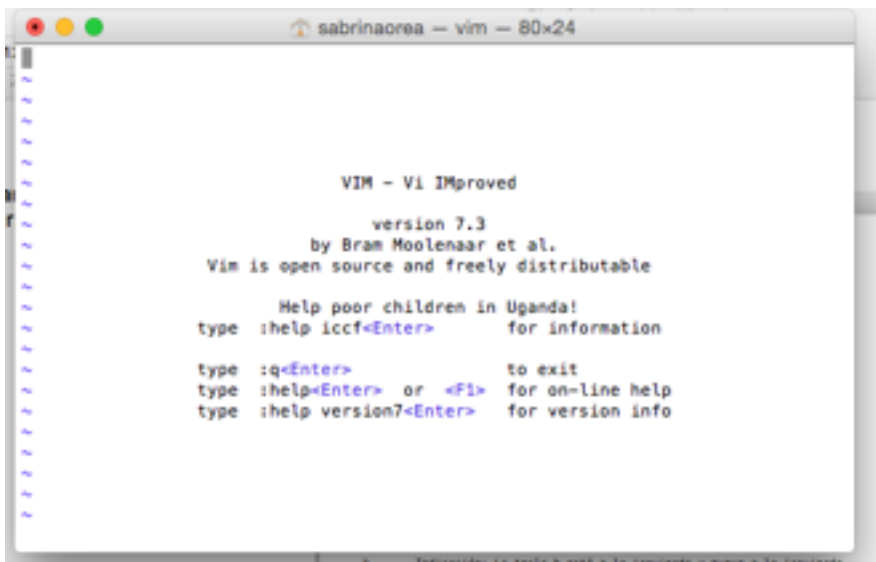 sabrinaorea — vim — 80×24
~
~
~
~
~
~ VIM - Vi IMproved
~
~ version 7.3
~ by Bram Moolenaar et al.
~ Vim is open source and freely distributable
~
~ Help poor children in Uganda!
~ type :help iccf<Enter> for information
~
~ type :q<Enter> to exit
~ type :help<Enter> or <F1> for on-line help
~ type :help version7<Enter> for version info
~
~
~
~
~